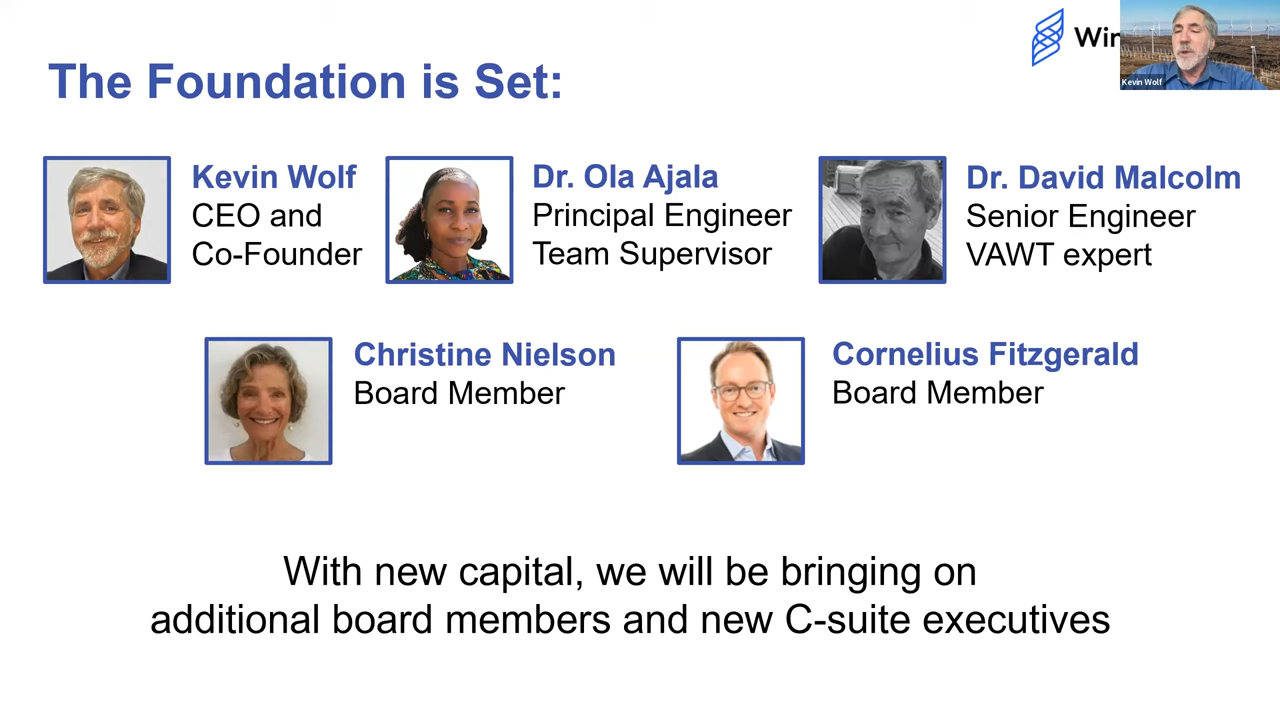 The Foundation is Set:
Kevin Wolf
Kevin Wolf
CEO and
Co-Founder
Dr. Ola Ajala
Principal Engineer
Team Supervisor
Dr. David Malcolm
Senior Engineer
VAWT expert
Christine Nielson
Board Member
Cornelius Fitzgerald
Board Member
With new capital, we will be bringing on
additional board members and new C-suite executives